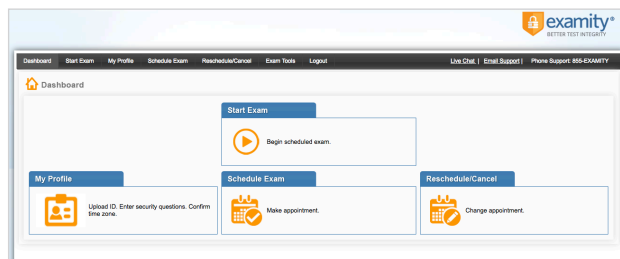 examity®
BETTER TEST INTEGRITY
Dashboard Start Exam My Profile Schedule Exam Reschedule/Cancel Exam Tools Logout Live Chat | Email Support | Phone Support: 855-EXAMITY
Dashboard
Start Exam
Begin scheduled exam.
My Profile
Upload ID. Enter security questions. Confirm
time zone.
Schedule Exam
Make appointment.
Reschedule/Cancel
Change appointment.